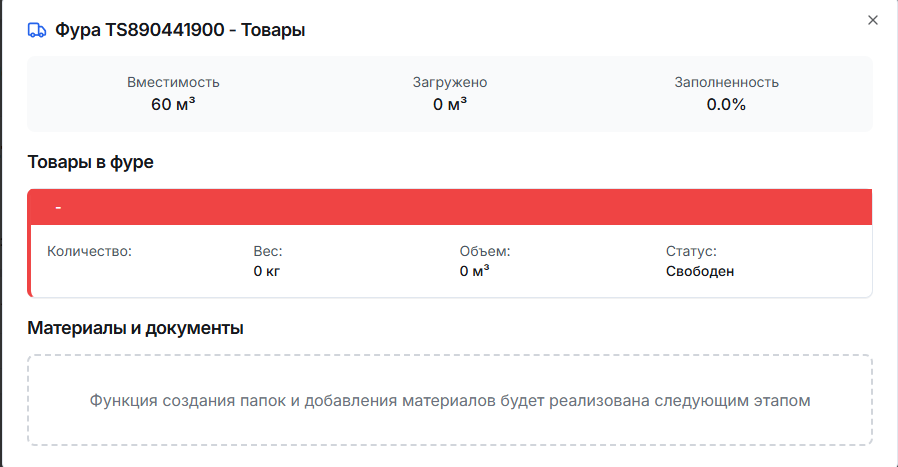 Фура TS890441900 - Товары
Вместимость
60 м³
Загружено
0 м³
Заполненность
0.0%
Товары в фуре
-
Количество:
Вес:
0 кг
Объем:
0 м³
Статус:
Свободен
Материалы и документы
Функция создания папок и добавления материалов будет реализована следующим этапом